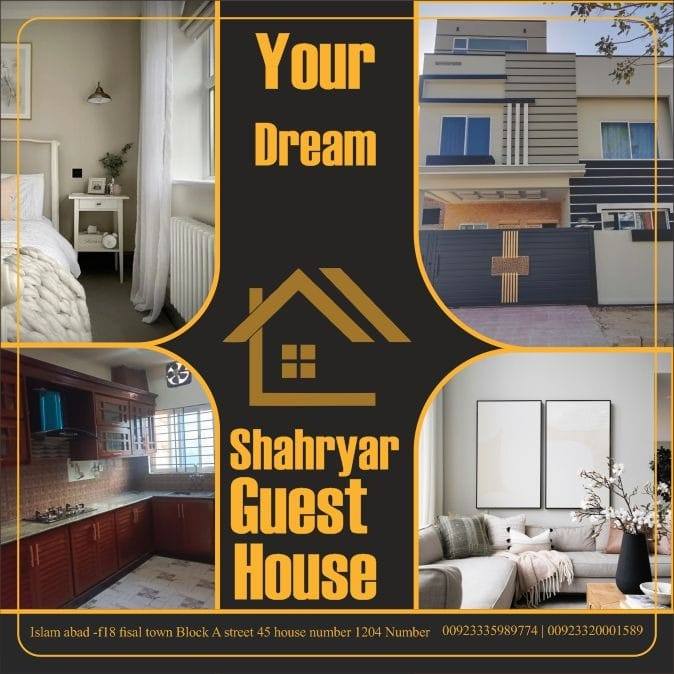 Your
Dream
Shahryar
Guest
House
Islam abad -f18 fisal town Block A street 45 house number 1204 Number 00923335989774 | 00923320001589